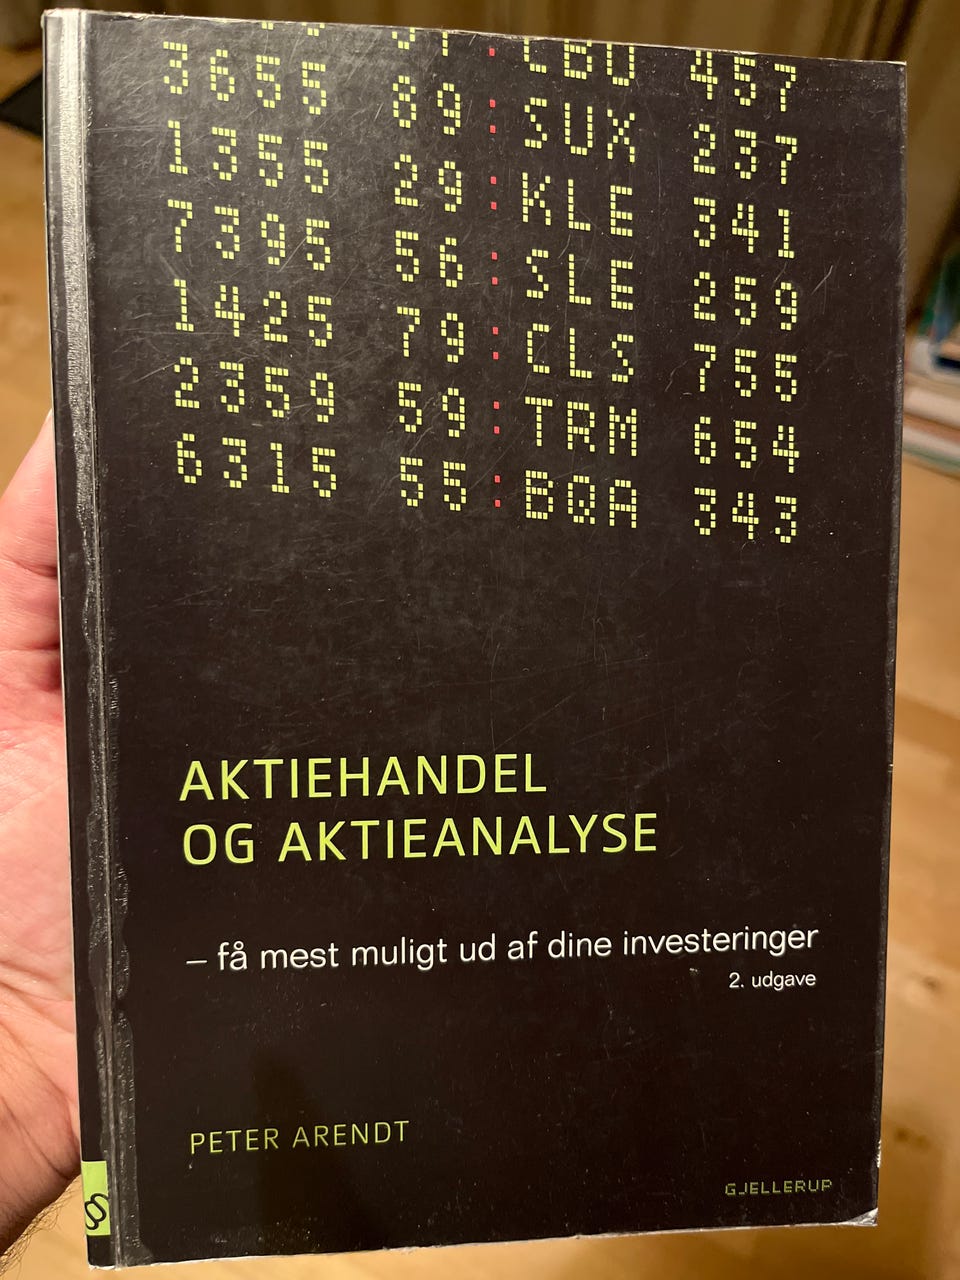 CBU 457
3655 89 : SUX 237
1355 29 : KLE 341
7395 56 : SLE 259
1425 79 : CLS 755
2359 59 : TRM 654
6315 55 : BQA 343
AKTIEHANDEL
OG AKTIEANALYSE
– få mest muligt ud af dine investeringer
2. udgave
PETER ARENDT
GJELLERUP